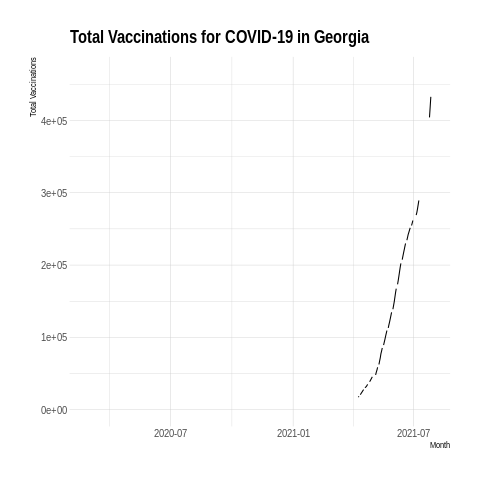 Total Vaccinations for COVID-19 in Georgia
Total Vaccinations
4e+05
3e+05
2e+05
1e+05
0e+00
2020-07
2021-01
2021-07
Month